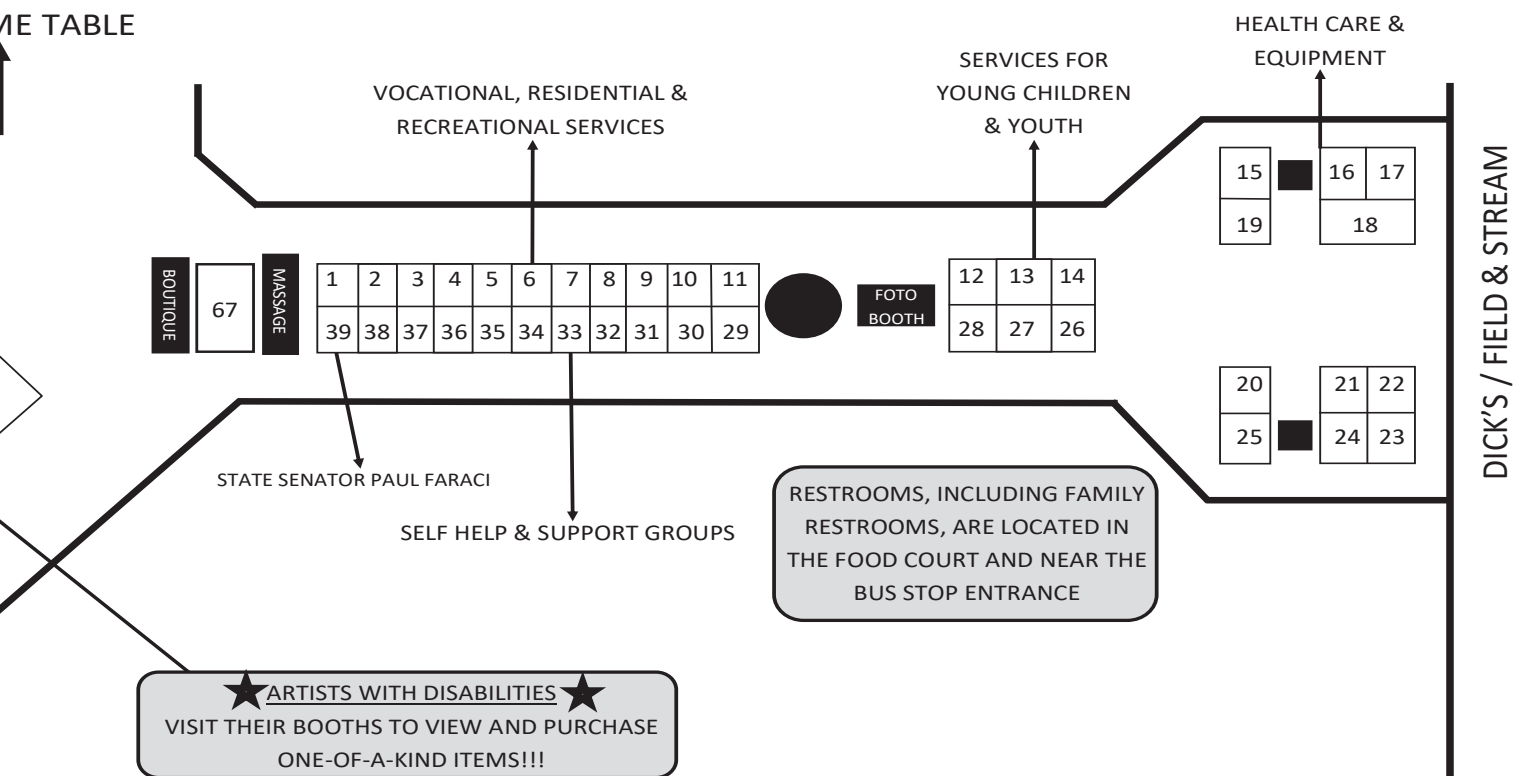 ME TABLE
HEALTH CARE &
EQUIPMENT
SERVICES FOR
YOUNG CHILDREN
& YOUTH
VOCATIONAL, RESIDENTIAL &
RECREATIONAL SERVICES
15 16 17
19 18
DICK'S / FIELD & STREAM
BOUTIQUE
67
MASSAGE
1 2 3 4 5 6 7 8 9 10 11
39 38 37 36 35 34 33 32 31 30 29
FOTO
BOOTH
12 13 14
28 27 26
20 21 22
25 24 23
STATE SENATOR PAUL FARACI
SELF HELP & SUPPORT GROUPS
RESTROOMS, INCLUDING FAMILY
RESTROOMS, ARE LOCATED IN
THE FOOD COURT AND NEAR THE
BUS STOP ENTRANCE
ARTISTS WITH DISABILITIES
VISIT THEIR BOOTHS TO VIEW AND PURCHASE
ONE-OF-A-KIND ITEMS!!!